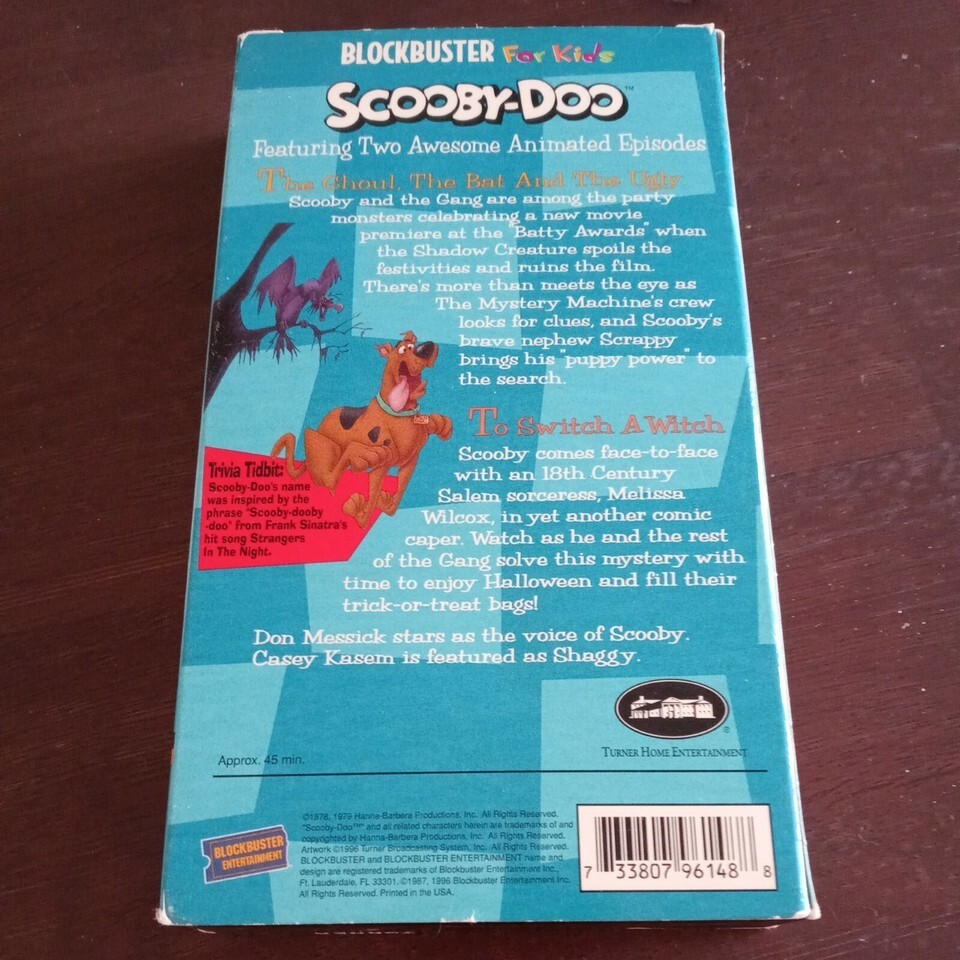 BLOCKBUSTER For Kids
SCOOBY-DOO™
Featuring Two Awesome Animated Episodes
The Ghoul, The Bat And The Ugly
Scooby and the Gang are among the party
monsters celebrating a new movie
premiere at the "Batty Awards" when
the Shadow Creature spoils the
festivities and ruins the film.
There's more than meets the eye as
The Mystery Machine's crew
looks for clues, and Scooby's
brave nephew Scrappy
brings his "puppy power" to
the search.
To Switch A Witch
Scooby comes face-to-face
with an 18th Century
Salem sorceress, Melissa
Wilcox, in yet another comic
caper. Watch as he and the rest
of the Gang solve this mystery with
time to enjoy Halloween and fill their
trick-or-treat bags!
Trivia Tidbit:
Scooby-Doo's name
was inspired by the
phrase "Scooby-dooby
-doo" from Frank Sinatra's
hit song Strangers
In The Night.
Don Messick stars as the voice of Scooby.
Casey Kasem is featured as Shaggy.
®
TURNER HOME ENTERTAINMENT
Approx. 45 min.
BLOCKBUSTER
ENTERTAINMENT
©1978, 1979 Hanna-Barbera Productions, Inc. All Rights Reserved.
"Scooby-Doo™" and all related characters herein are trademarks of and
copyrighted by Hanna-Barbera Productions, Inc. All Rights Reserved.
Artwork ©1996 Turner Broadcasting System, Inc. All Rights Reserved.
BLOCKBUSTER and BLOCKBUSTER ENTERTAINMENT name and
design are registered trademarks of Blockbuster Entertainment Inc.,
Ft. Lauderdale, FL 33301. ©1987, 1996 Blockbuster Entertainment Inc.
All Rights Reserved. Printed in the USA.
7 33807 96148 8